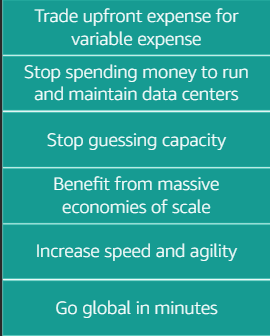 Trade upfront expense for
variable expense
Stop spending money to run
and maintain data centers
Stop guessing capacity
Benefit from massive
economies of scale
Increase speed and agility
Go global in minutes